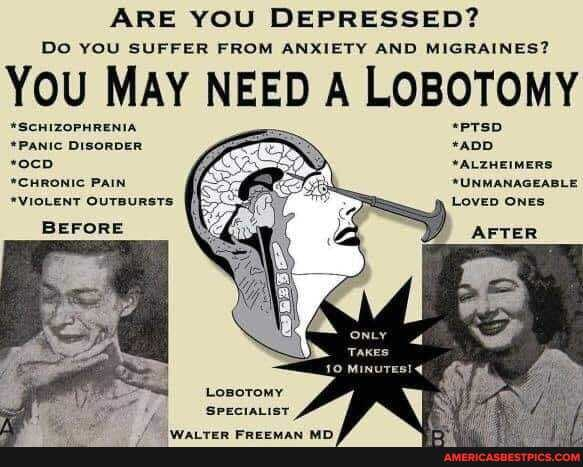 ARE YOU DEPRESSED?
DO YOU SUFFER FROM ANXIETY AND MIGRAINES?
YOU MAY NEED A LOBOTOMY
*SCHIZOPHRENIA
*PANIC DISORDER
*OCD
*CHRONIC PAIN
*VIOLENT OUTBURSTS
*PTSD
*ADD
*ALZHEIMERS
*UNMANAGEABLE
LOVED ONES
BEFORE
AFTER
ONLY
TAKES
10 MINUTES!
LOBOTOMY
SPECIALIST
WALTER FREEMAN MD
A
B
AMERICASBESTPICS.COM